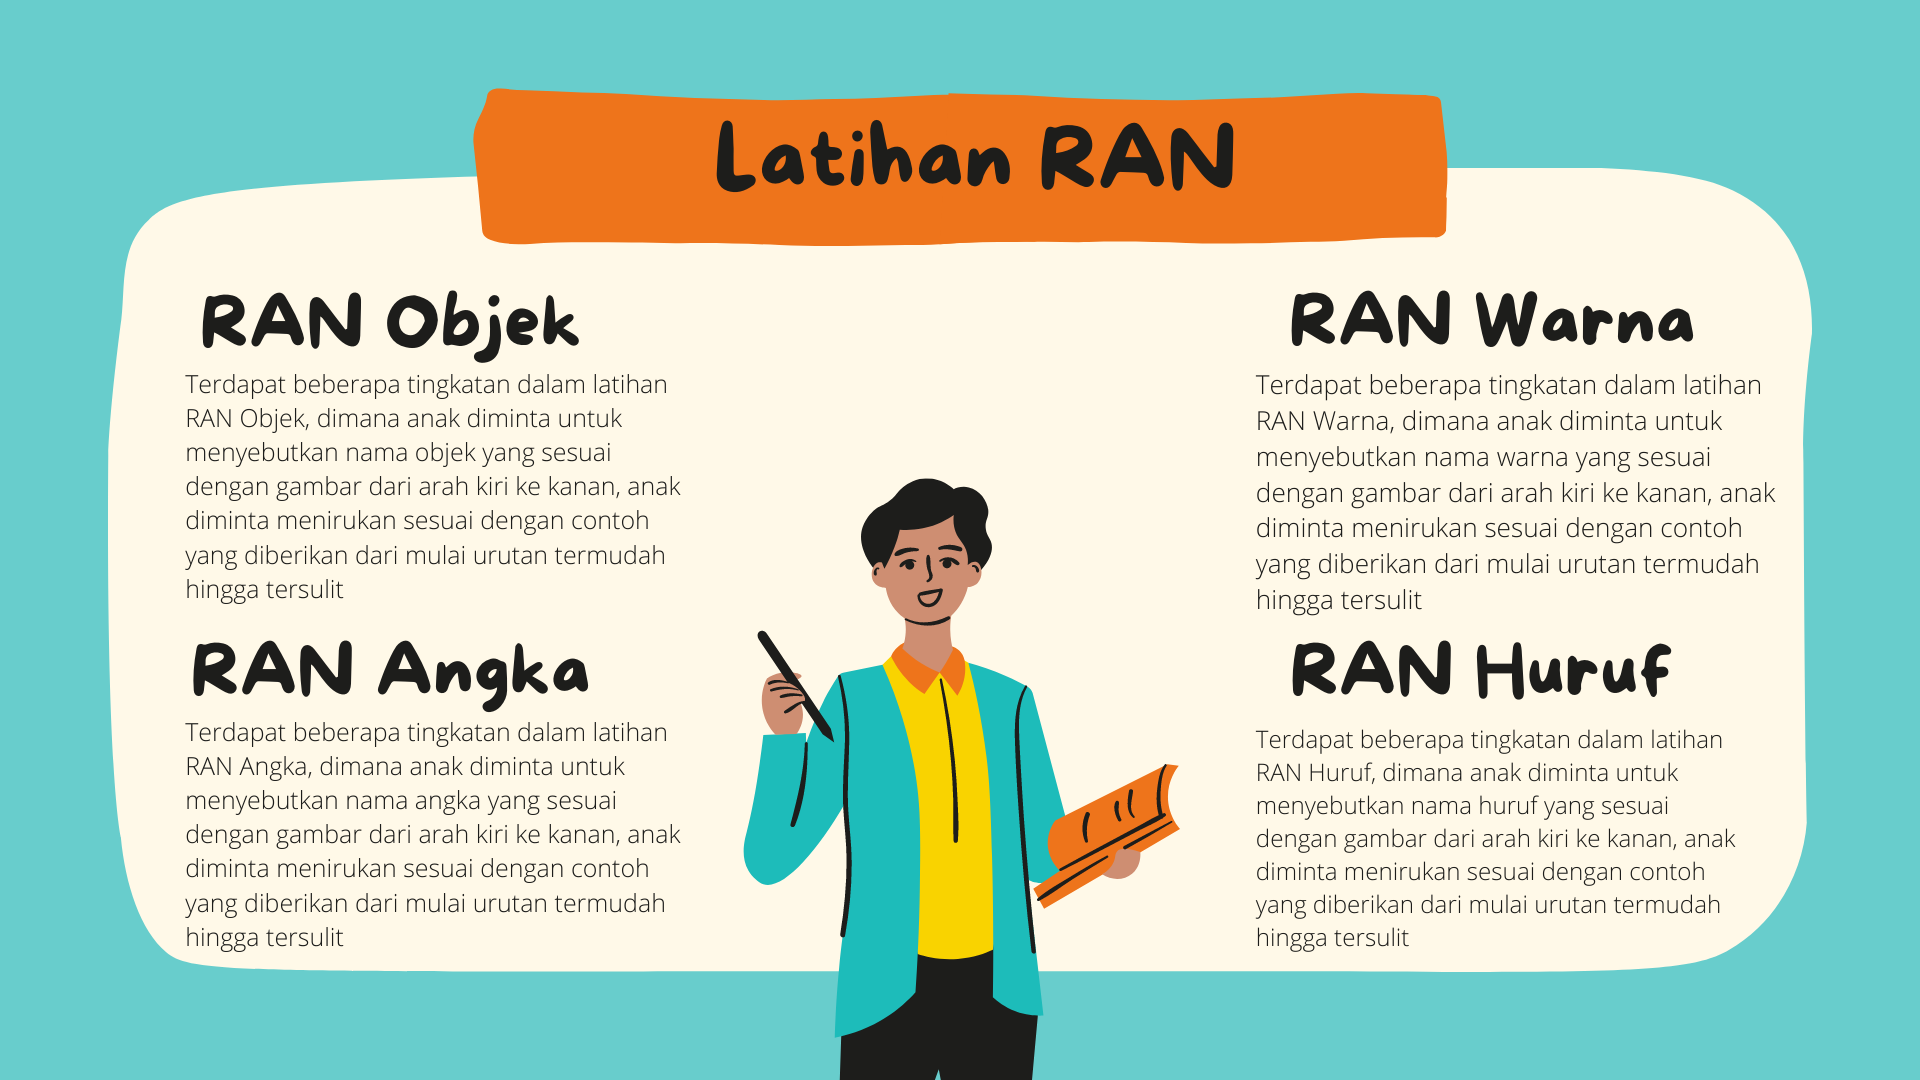 Latihan RAN
RAN Objek
Terdapat beberapa tingkatan dalam latihan
RAN Objek, dimana anak diminta untuk
menyebutkan nama objek yang sesuai
dengan gambar dari arah kiri ke kanan, anak
diminta menirukan sesuai dengan contoh
yang diberikan dari mulai urutan termudah
hingga tersulit
RAN Warna
Terdapat beberapa tingkatan dalam latihan
RAN Warna, dimana anak diminta untuk
menyebutkan nama warna yang sesuai
dengan gambar dari arah kiri ke kanan, anak
diminta menirukan sesuai dengan contoh
yang diberikan dari mulai urutan termudah
hingga tersulit
RAN Angka
Terdapat beberapa tingkatan dalam latihan
RAN Angka, dimana anak diminta untuk
menyebutkan nama angka yang sesuai
dengan gambar dari arah kiri ke kanan, anak
diminta menirukan sesuai dengan contoh
yang diberikan dari mulai urutan termudah
hingga tersulit
RAN Huruf
Terdapat beberapa tingkatan dalam latihan
RAN Huruf, dimana anak diminta untuk
menyebutkan nama huruf yang sesuai
dengan gambar dari arah kiri ke kanan, anak
diminta menirukan sesuai dengan contoh
yang diberikan dari mulai urutan termudah
hingga tersulit